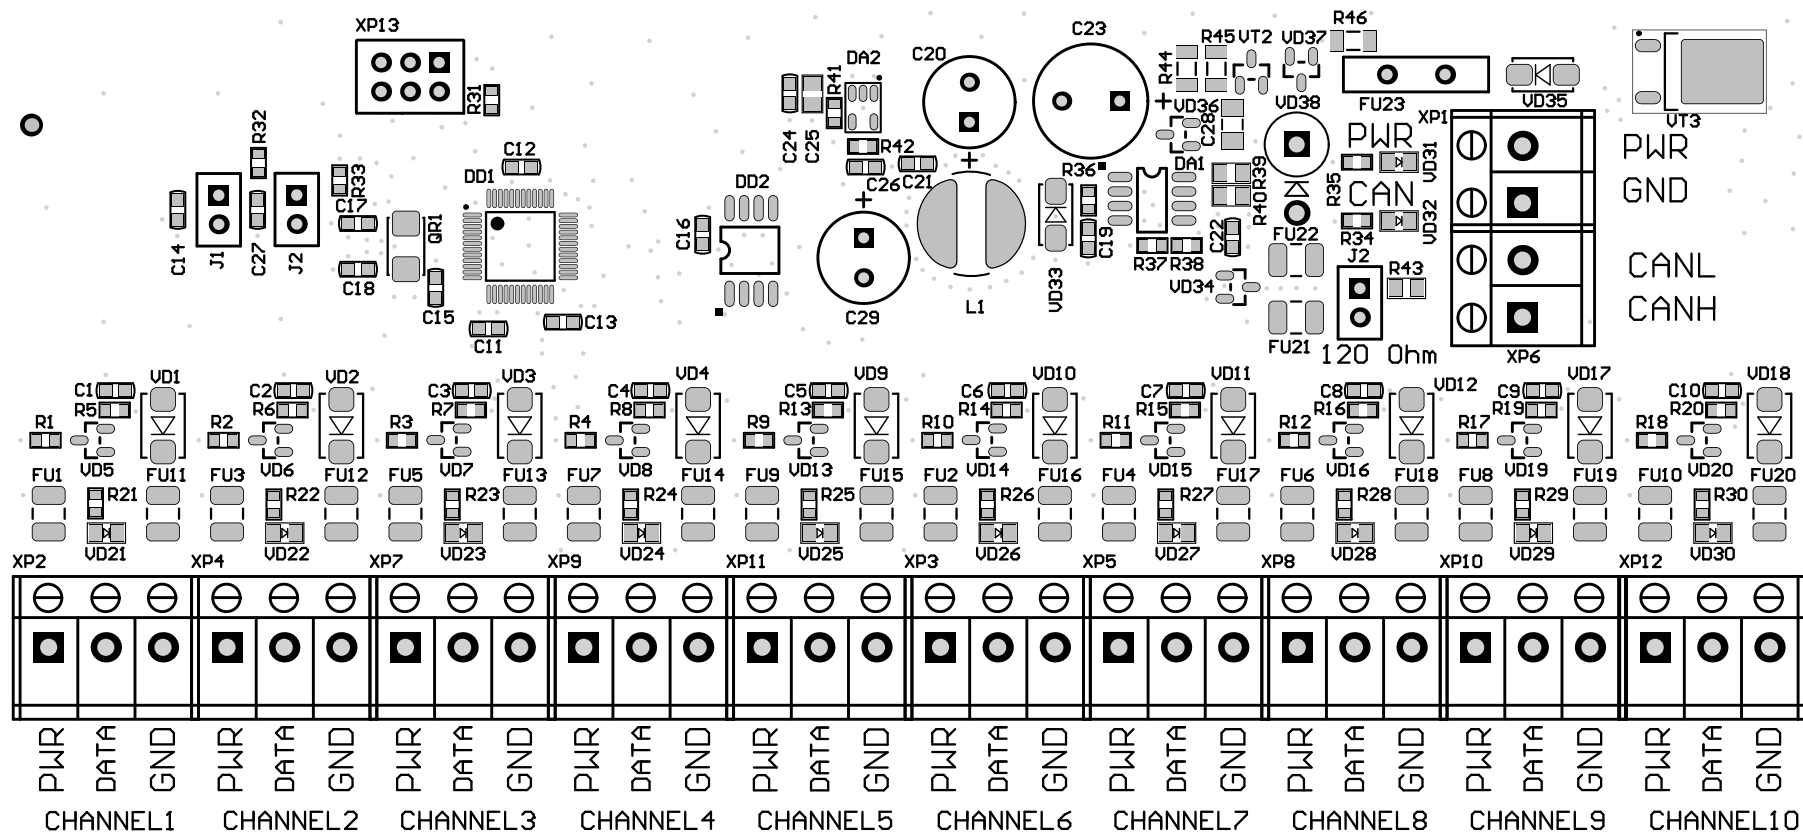 XP13
C20
C23
R46
R45
VT2
VD37
DA2
R41
R44
R31
C24
C25
VD36
C28
VD38
FU23
VD35
XP1
VT3
PWR
VD31
PWR
R32
C12
R42
C26
C21
R36
DA1
R39
R35
CAN
GND
R33
DD1
DD2
R40
VD32
C17
QR1
C16
C19
C22
FU22
R34
C14
J1
C27
J2
R37
R38
J2
R43
CANL
C18
VD33
VD34
C15
C13
C29
L1
CANH
C11
FU21
120 Ohm
XP6
C1 VD1 C2 VD2 C3 VD3 C4 VD4 C5 VD9 C6 VD10 C7 VD11 C8 VD12 C9 VD17 C10 VD18
R1 R5 R2 R6 R3 R7 R4 R8 R9 R13 R10 R14 R11 R15 R12 R16 R17 R19 R18 R20
FU1 VD5 FU11 FU3 VD6 FU12 FU5 VD7 FU13 FU7 VD8 FU14 FU9 VD13 FU15 FU2 VD14 FU16 FU4 VD15 FU17 FU6 VD16 FU18 FU8 VD19 FU19 FU10 VD20 FU20
R21 R22 R23 R24 R25 R26 R27 R28 R29 R30
VD21 VD22 VD23 VD24 VD25 VD26 VD27 VD28 VD29 VD30
XP2 XP4 XP7 XP9 XP11 XP3 XP5 XP8 XP10 XP12
PWR DATA GND PWR DATA GND PWR DATA GND PWR DATA GND PWR DATA GND PWR DATA GND PWR DATA GND PWR DATA GND PWR DATA GND PWR DATA GND
CHANNEL1 CHANNEL2 CHANNEL3 CHANNEL4 CHANNEL5 CHANNEL6 CHANNEL7 CHANNEL8 CHANNEL9 CHANNEL10